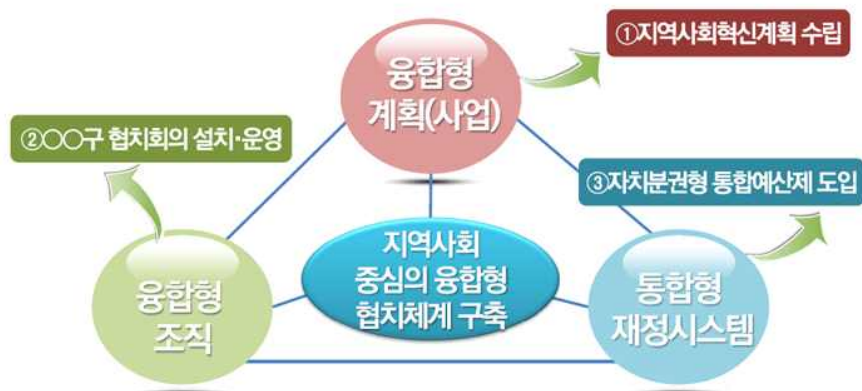 ①지역사회혁신계획 수립
융합형
계획(사업)
②○○구 협치회의 설치·운영
③자치분권형 통합예산제 도입
지역사회
중심의 융합형
협치체계 구축
융합형
조직
통합형
재정시스템